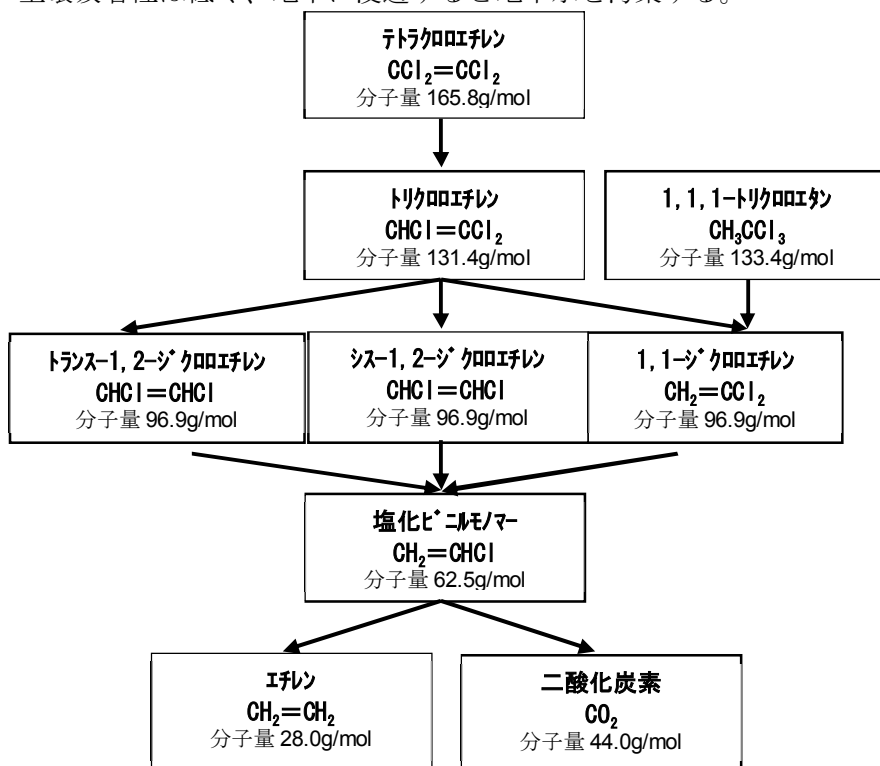 テトラクロロエチレン
CCl₂=CCl₂
分子量 165.8g/mol
トリクロロエチレン
CHCl=CCl₂
分子量 131.4g/mol
1,1,1-トリクロロエタン
CH₃CCl₃
分子量 133.4g/mol
トランス-1,2-ジクロロエチレン
CHCl=CHCl
分子量 96.9g/mol
シス-1,2-ジクロロエチレン
CHCl=CHCl
分子量 96.9g/mol
1,1-ジクロロエチレン
CH₂=CCl₂
分子量 96.9g/mol
塩化ビニルモノマー
CH₂=CHCl
分子量 62.5g/mol
エチレン
CH₂=CH₂
分子量 28.0g/mol
二酸化炭素
CO₂
分子量 44.0g/mol